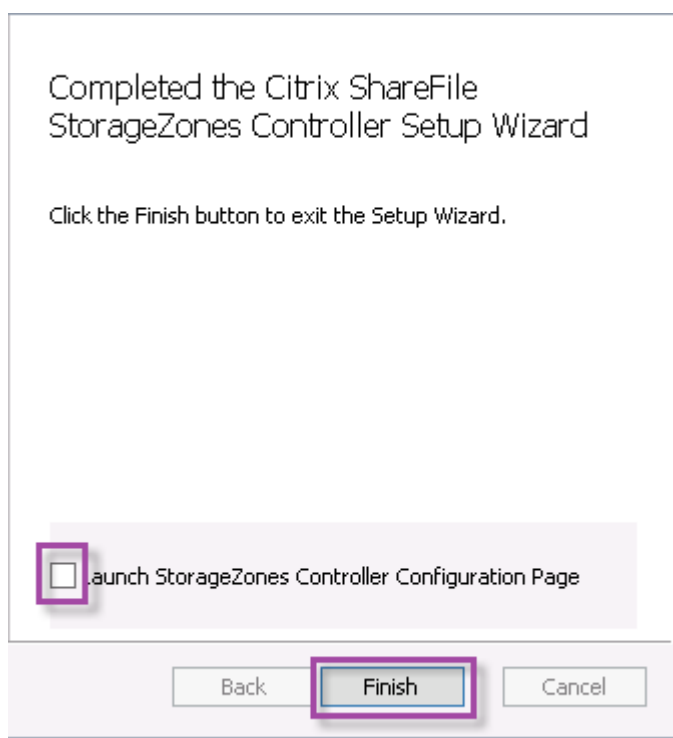 Completed the Citrix ShareFile
StorageZones Controller Setup Wizard
Click the Finish button to exit the Setup Wizard.
Launch StorageZones Controller Configuration Page
Back Finish Cancel